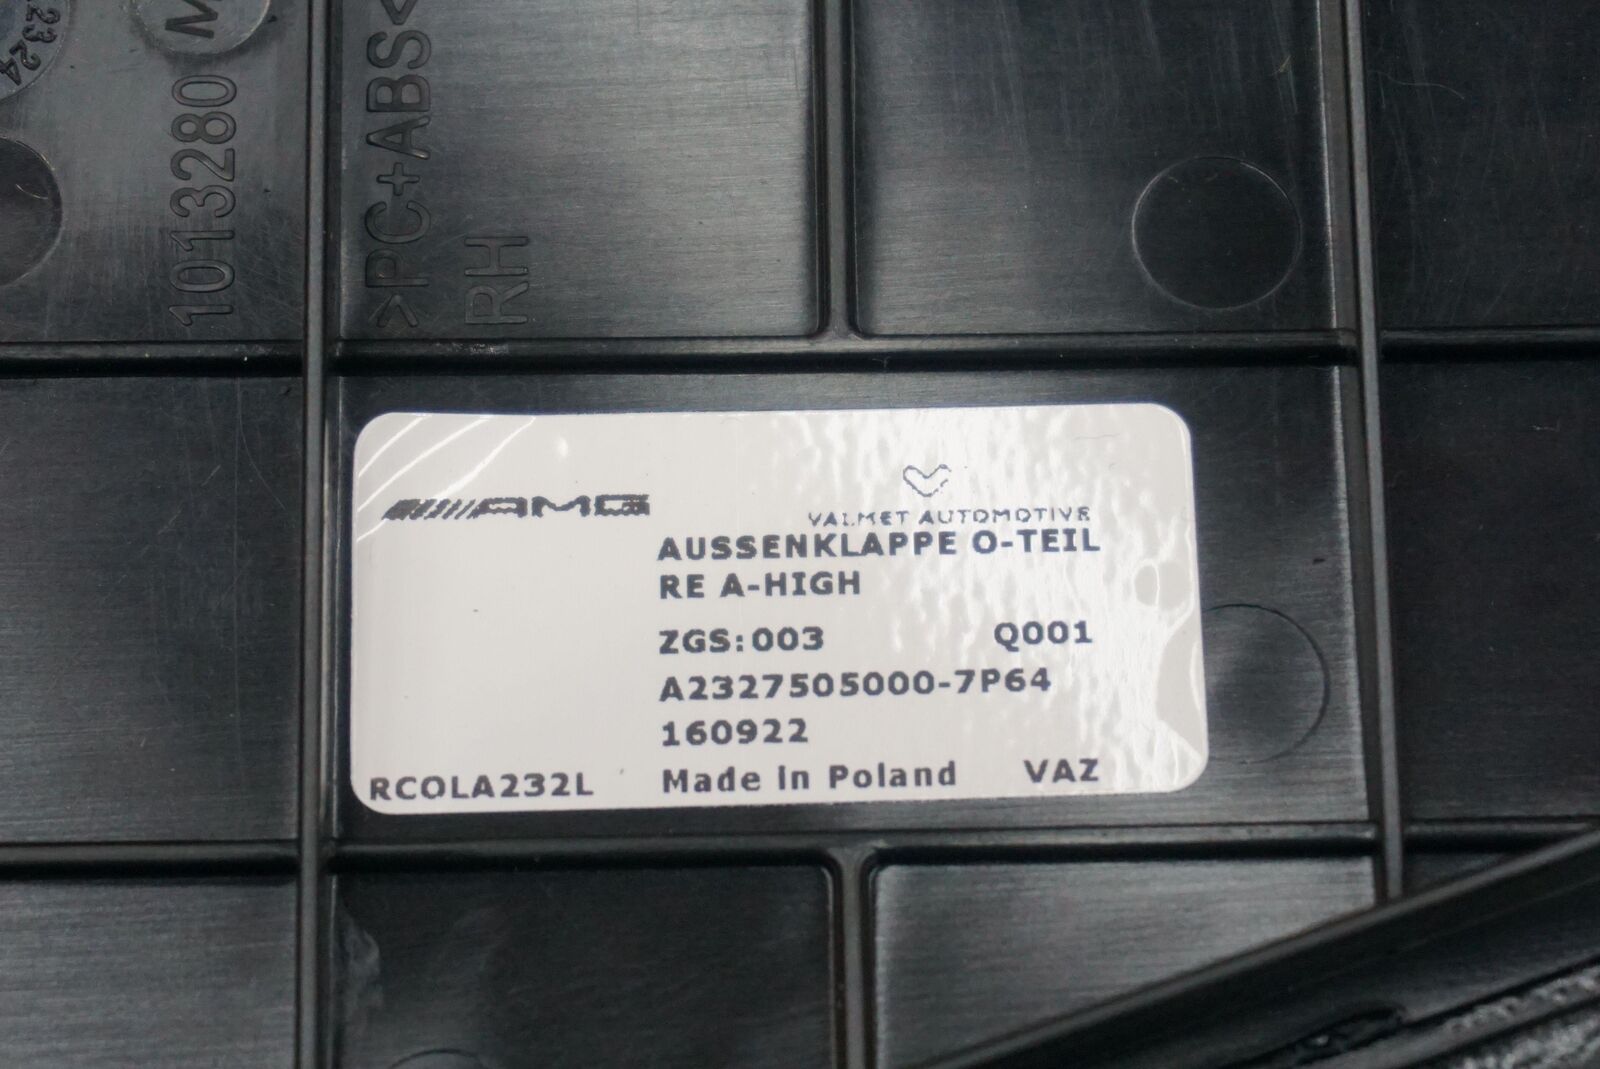 2324
M
1013280
>PC+ABS<
RH
AMG
VALMET AUTOMOTIVE
AUSSENKLAPPE O-TEIL
RE A-HIGH
ZGS:003 Q001
A2327505000-7P64
160922
RCOLA232L Made in Poland VAZ